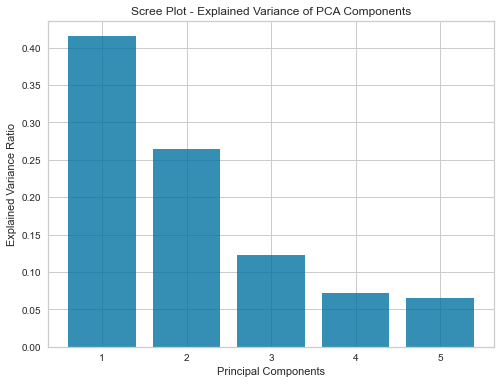 Scree Plot - Explained Variance of PCA Components
Explained Variance Ratio
0.40
0.35
0.30
0.25
0.20
0.15
0.10
0.05
0.00
1 2 3 4 5
Principal Components